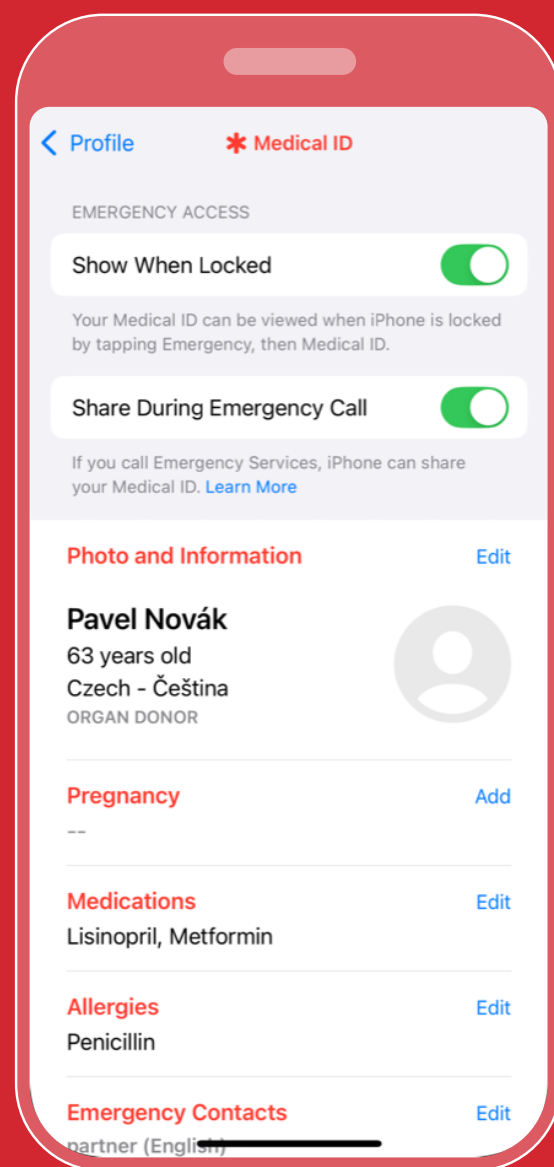 Profile
Medical ID
EMERGENCY ACCESS
Show When Locked
Your Medical ID can be viewed when iPhone is locked
by tapping Emergency, then Medical ID.
Share During Emergency Call
If you call Emergency Services, iPhone can share
your Medical ID. Learn More
Photo and Information Edit
Pavel Novák
63 years old
Czech - Čeština
ORGAN DONOR
Pregnancy Add
--
Medications Edit
Lisinopril, Metformin
Allergies Edit
Penicillin
Emergency Contacts Edit
partner (English)